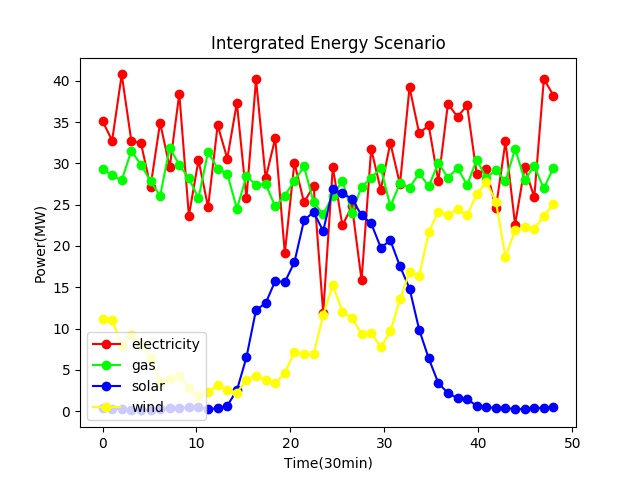 Intergrated Energy Scenario
Power(MW)
40
35
30
25
20
15
10
5
0
electricity
gas
solar
wind
0
10
20
30
40
50
Time(30min)